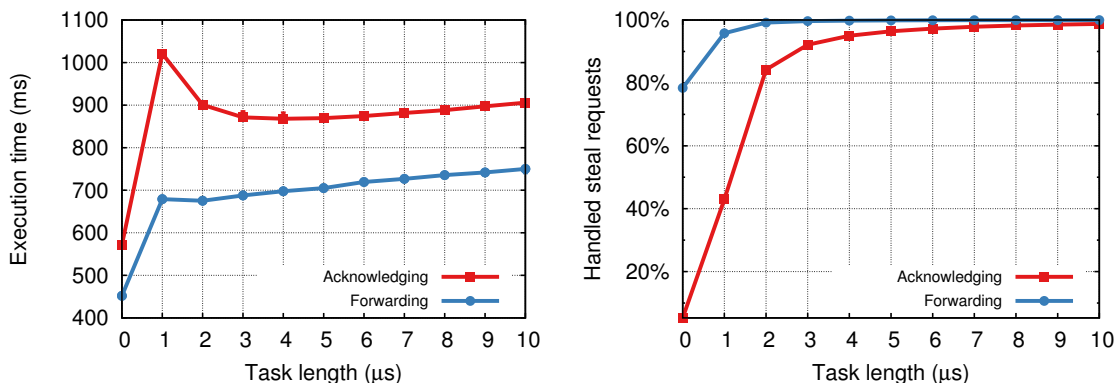 Execution time (ms)
1100
1000
900
800
700
600
500
400
0 1 2 3 4 5 6 7 8 9 10
Task length (μs)
Acknowledging
Forwarding
Handled steal requests
100%
80%
60%
40%
20%
0 1 2 3 4 5 6 7 8 9 10
Task length (μs)
Acknowledging
Forwarding